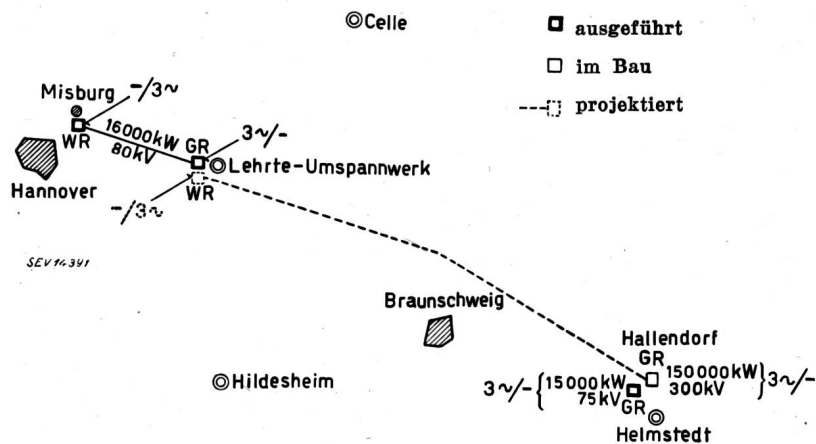 Celle
ausgeführt
im Bau
projektiert
Misburg
-/3~
WR
16000kW
80kV
GR
3~/-
Lehrte-Umspannwerk
Hannover
WR
-/3~
SEV14391
Braunschweig
Hallendorf
GR
150000kW
300kV
}3~/-
Hildesheim
3~/-{
15000kW
75kV
GR
Helmstedt